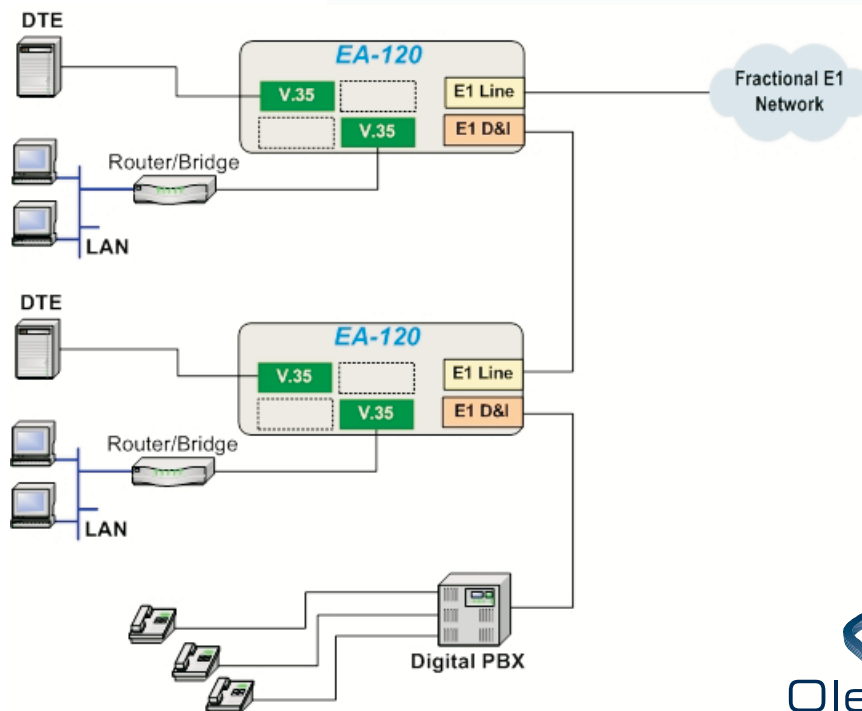 DTE
EA-120
V.35
E1 Line
V.35
E1 D&I
Fractional E1
Network
Router/Bridge
LAN
DTE
EA-120
V.35
E1 Line
V.35
E1 D&I
Router/Bridge
LAN
Digital PBX